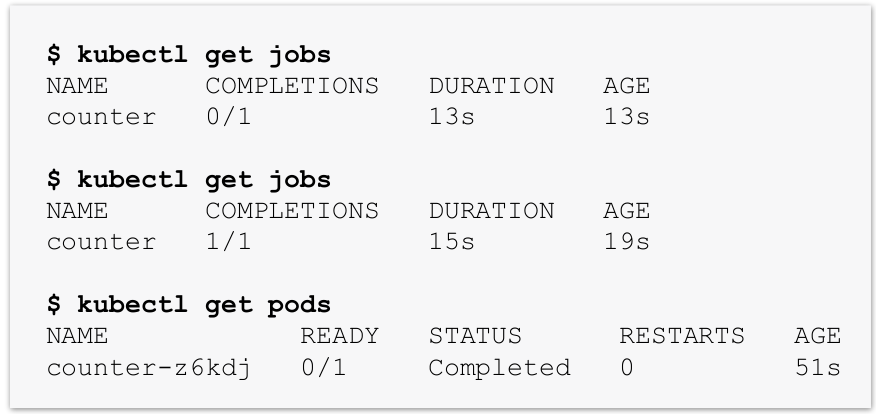 $ kubectl get jobs
NAME      COMPLETIONS   DURATION   AGE
counter   0/1           13s        13s
$ kubectl get jobs
NAME      COMPLETIONS   DURATION   AGE
counter   1/1           15s        19s
$ kubectl get pods
NAME            READY   STATUS      RESTARTS   AGE
counter-z6kdj   0/1     Completed   0          51s